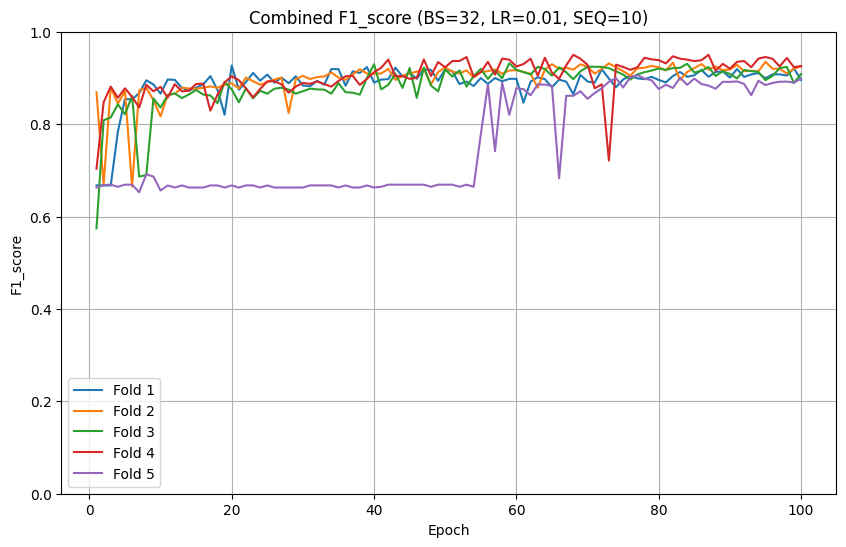 Combined F1_score (BS=32, LR=0.01, SEQ=10)
1.0
0.8
0.6
0.4
0.2
0.0
F1_score
Fold 1
Fold 2
Fold 3
Fold 4
Fold 5
0 20 40 60 80 100
Epoch